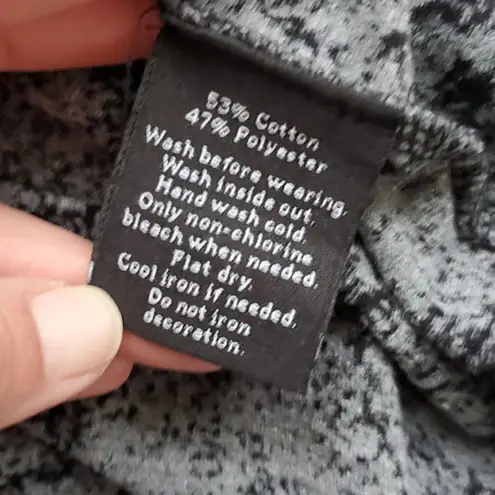 53% Cotton
47% Polyester
Wash before wearing.
Wash inside out.
Hand wash cold.
Only non-chlorine
bleach when needed.
Flat dry.
Cool iron if needed.
Do not iron
decoration.